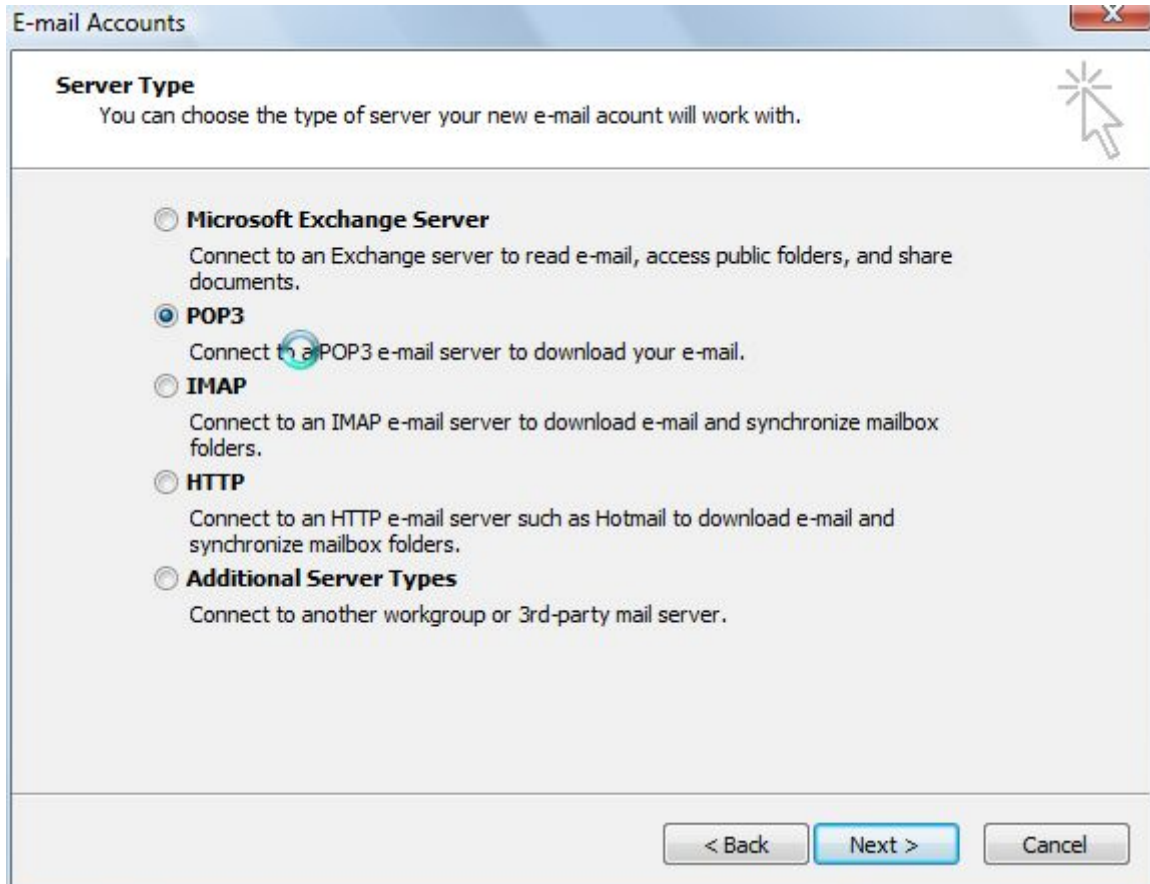 E-mail Accounts
X
Server Type
You can choose the type of server your new e-mail acount will work with.
Microsoft Exchange Server
Connect to an Exchange server to read e-mail, access public folders, and share
documents.
POP3
Connect to a POP3 e-mail server to download your e-mail.
IMAP
Connect to an IMAP e-mail server to download e-mail and synchronize mailbox
folders.
HTTP
Connect to an HTTP e-mail server such as Hotmail to download e-mail and
synchronize mailbox folders.
Additional Server Types
Connect to another workgroup or 3rd-party mail server.
< Back
Next >
Cancel